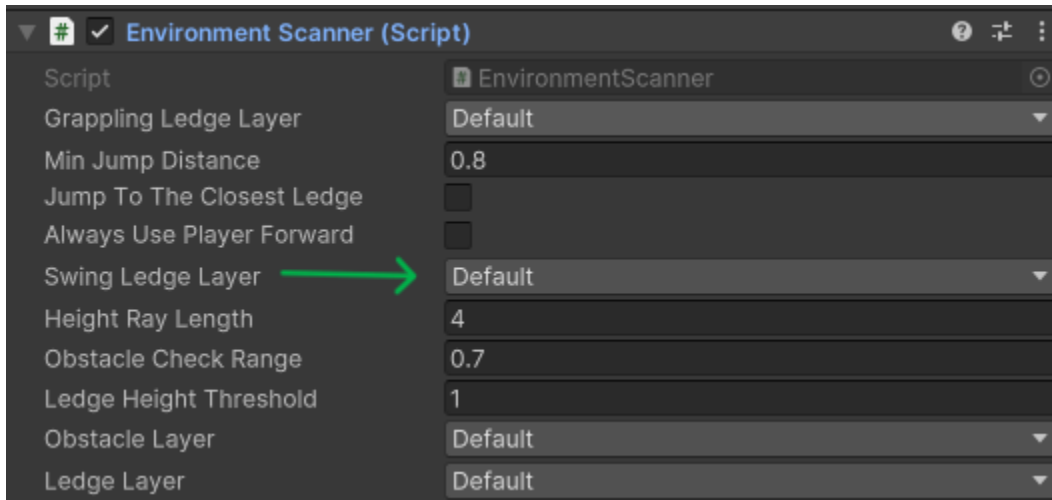 Environment Scanner (Script)
Script # EnvironmentScanner
Grappling Ledge Layer Default
Min Jump Distance 0.8
Jump To The Closest Ledge
Always Use Player Forward
Swing Ledge Layer Default
Height Ray Length 4
Obstacle Check Range 0.7
Ledge Height Threshold 1
Obstacle Layer Default
Ledge Layer Default